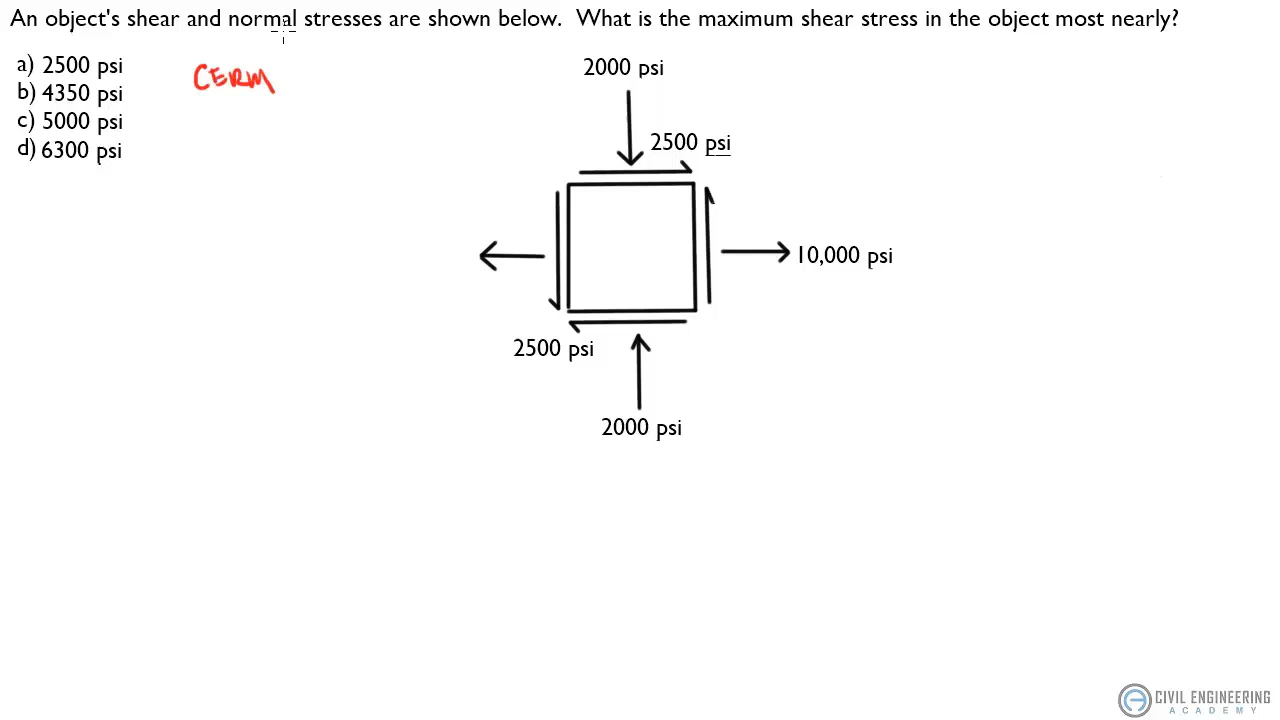 An object's shear and normal stresses are shown below. What is the maximum shear stress in the object most nearly?
a) 2500 psi
b) 4350 psi
c) 5000 psi
d) 6300 psi
CERM
2000 psi
2500 psi
10,000 psi
2500 psi
2000 psi
CIVIL ENGINEERING
ACADEMY